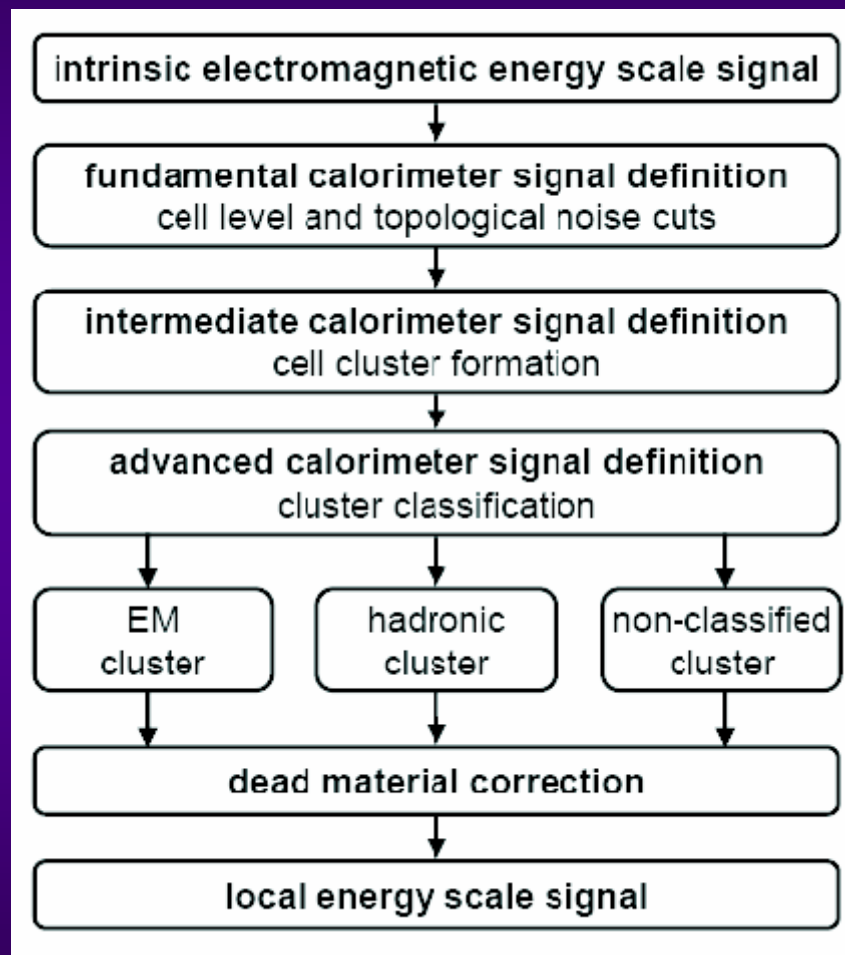 intrinsic electromagnetic energy scale signal
fundamental calorimeter signal definition
cell level and topological noise cuts
intermediate calorimeter signal definition
cell cluster formation
advanced calorimeter signal definition
cluster classification
EM
cluster
hadronic
cluster
non-classified
cluster
dead material correction
local energy scale signal